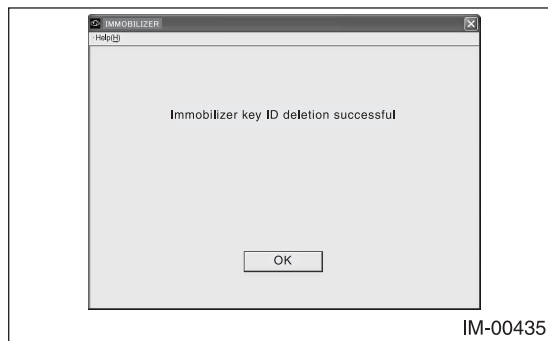 IMMOBILIZER
Help(H)
Immobilizer key ID deletion successful
OK
IM-00435